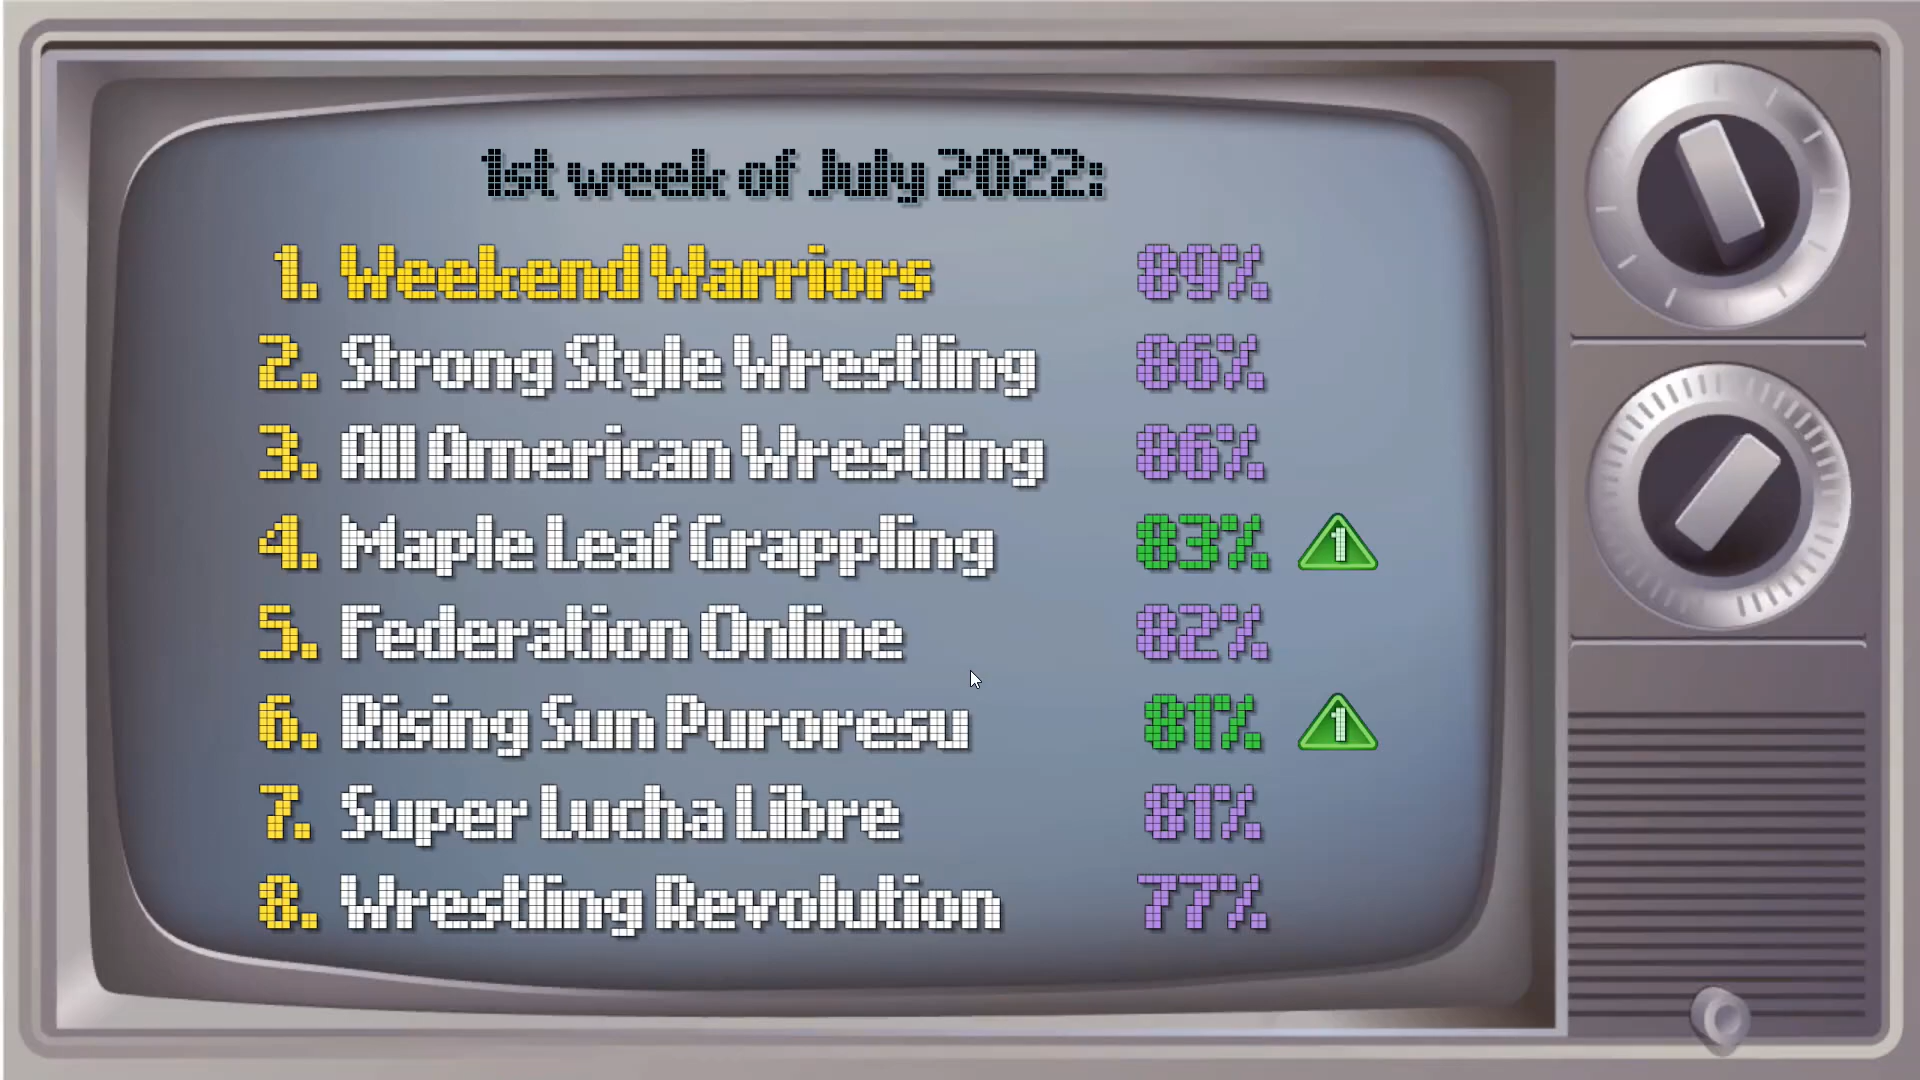 1st week of July 2022:
1. Weekend Warriors 89%
2. Strong Style Wrestling 86%
3. All American Wrestling 86%
4. Maple Leaf Grappling 83% 1
5. Federation Online 82%
6. Rising Sun Puroresu 81% 1
7. Super Lucha Libre 81%
8. Wrestling Revolution 77%